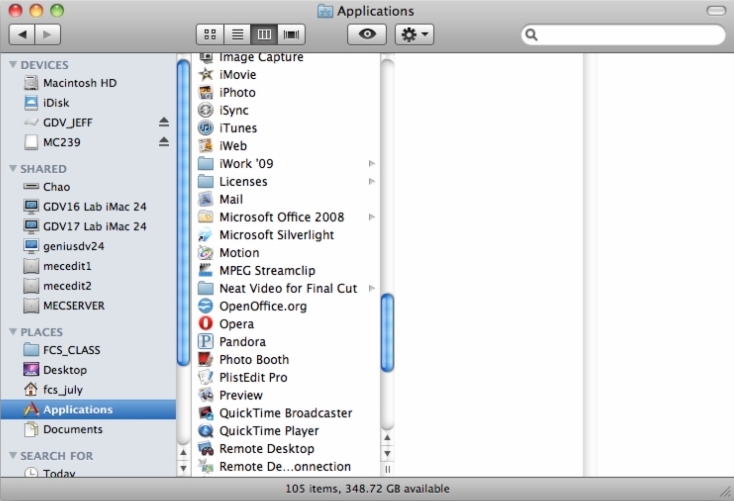 Applications
DEVICES
Macintosh HD
iDisk
GDV_JEFF
MC239
SHARED
Chao
GDV16 Lab iMac 24
GDV17 Lab iMac 24
geniusdv24
mecedit1
mecedit2
MECSERVER
PLACES
FCS_CLASS
Desktop
fcs_july
Applications
Documents
SEARCH FOR
Today
Image Capture
iMovie
iPhoto
iSync
iTunes
iWeb
iWork '09
Licenses
Mail
Microsoft Office 2008
Microsoft Silverlight
Motion
MPEG Streamclip
Neat Video for Final Cut
OpenOffice.org
Opera
Pandora
Photo Booth
PlistEdit Pro
Preview
QuickTime Broadcaster
QuickTime Player
Remote Desktop
Remote De...onnection
105 items, 348.72 GB available